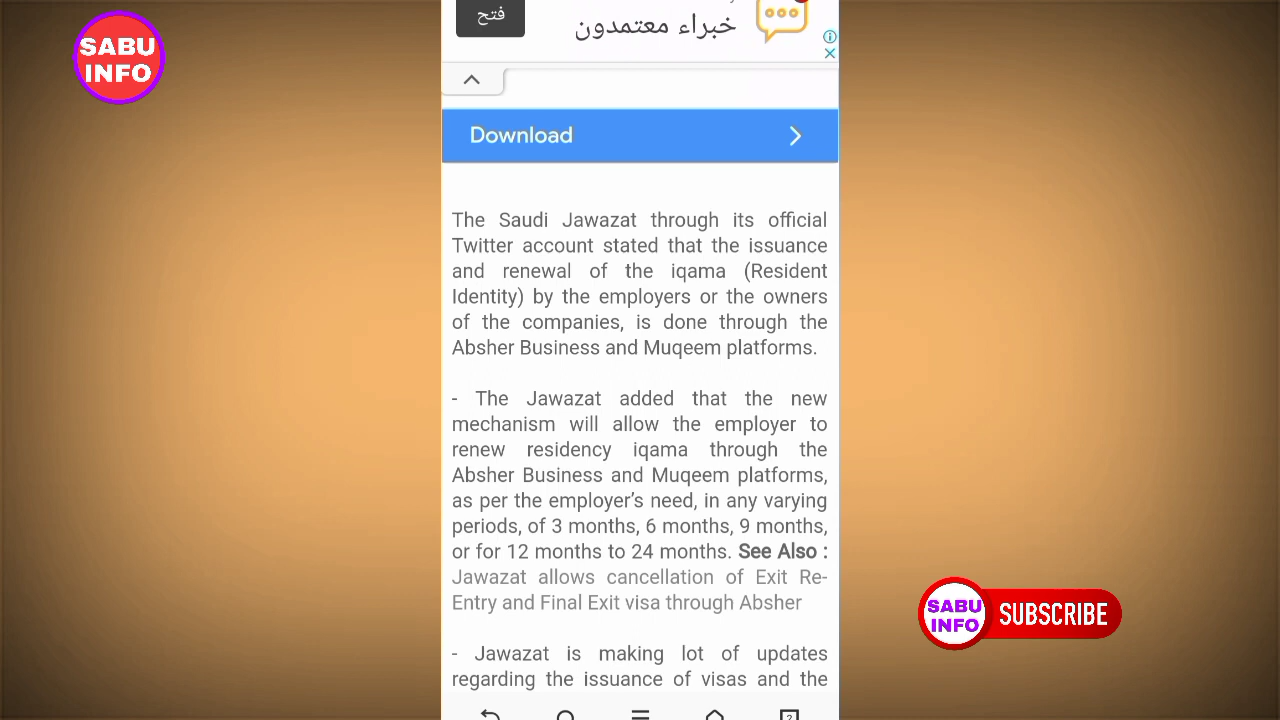 SABU
INFO
فتح
خبراء معتمدون
Download
The Saudi Jawazat through its official
Twitter account stated that the issuance
and renewal of the iqama (Resident
Identity) by the employers or the owners
of the companies, is done through the
Absher Business and Muqeem platforms.
- The Jawazat added that the new
mechanism will allow the employer to
renew residency iqama through the
Absher Business and Muqeem platforms,
as per the employer’s need, in any varying
periods, of 3 months, 6 months, 9 months,
or for 12 months to 24 months. See Also :
Jawazat allows cancellation of Exit Re-
Entry and Final Exit visa through Absher
- Jawazat is making lot of updates
regarding the issuance of visas and the
SABU
INFO
SUBSCRIBE